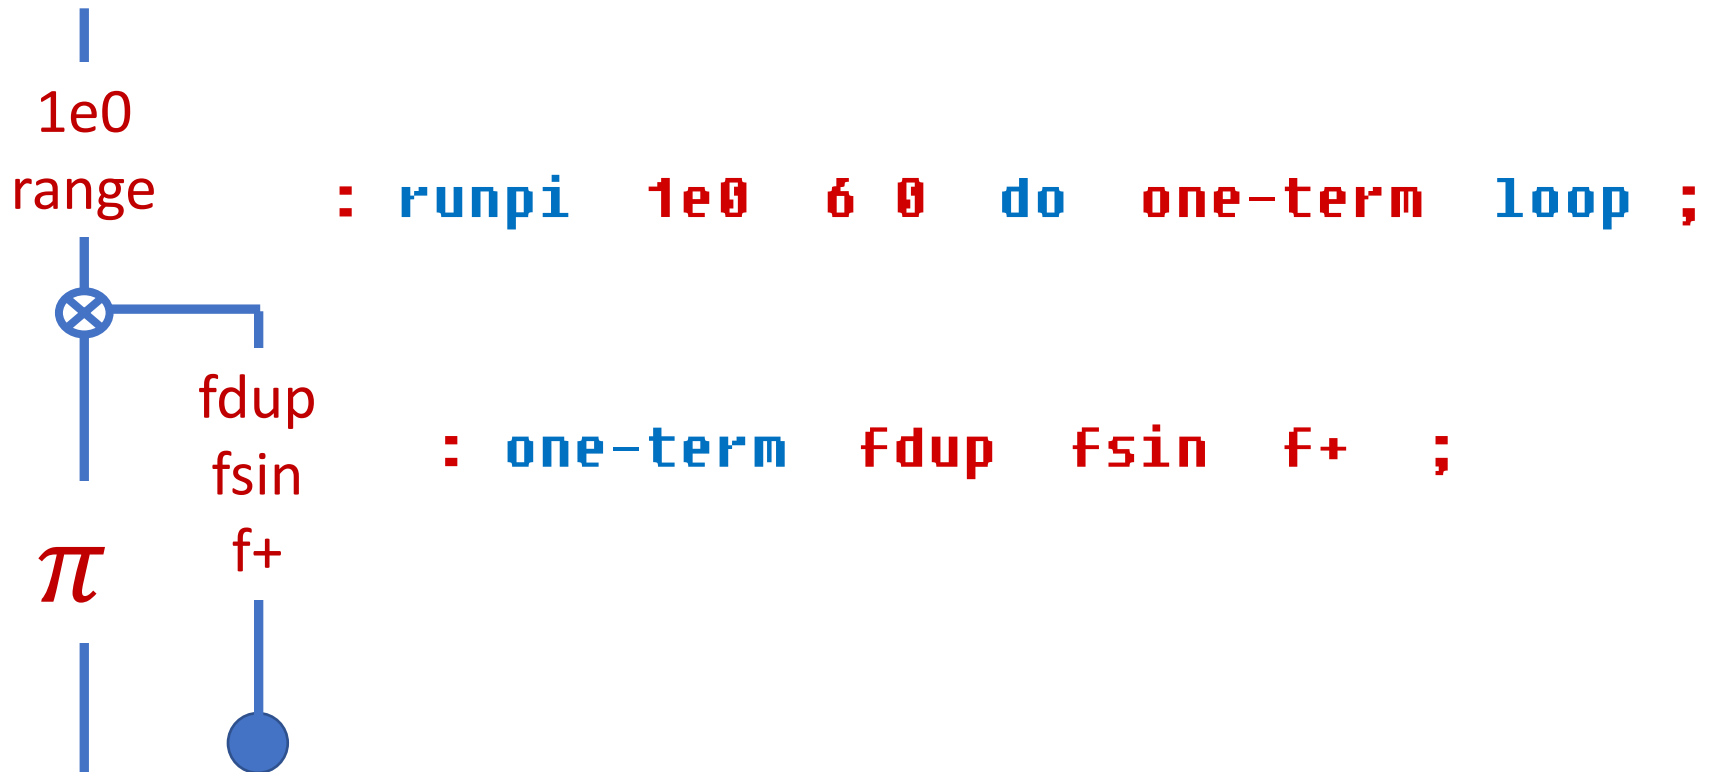 1e0
range
: runpi 1e0 6 0 do one-term loop ;
fdup
fsin
f+
: one-term fdup fsin f+ ;
π